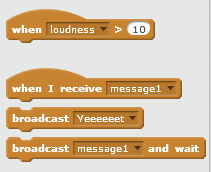 when loudness > 10
when I receive message1
broadcast Yeeeeeet
broadcast message1 and wait